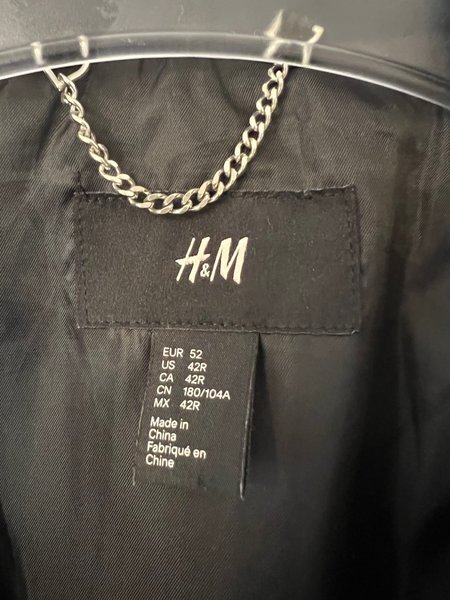 H&M
EUR 52
US 42R
CA 42R
CN 180/104A
MX 42R
Made in
China
Fabriqué en
Chine